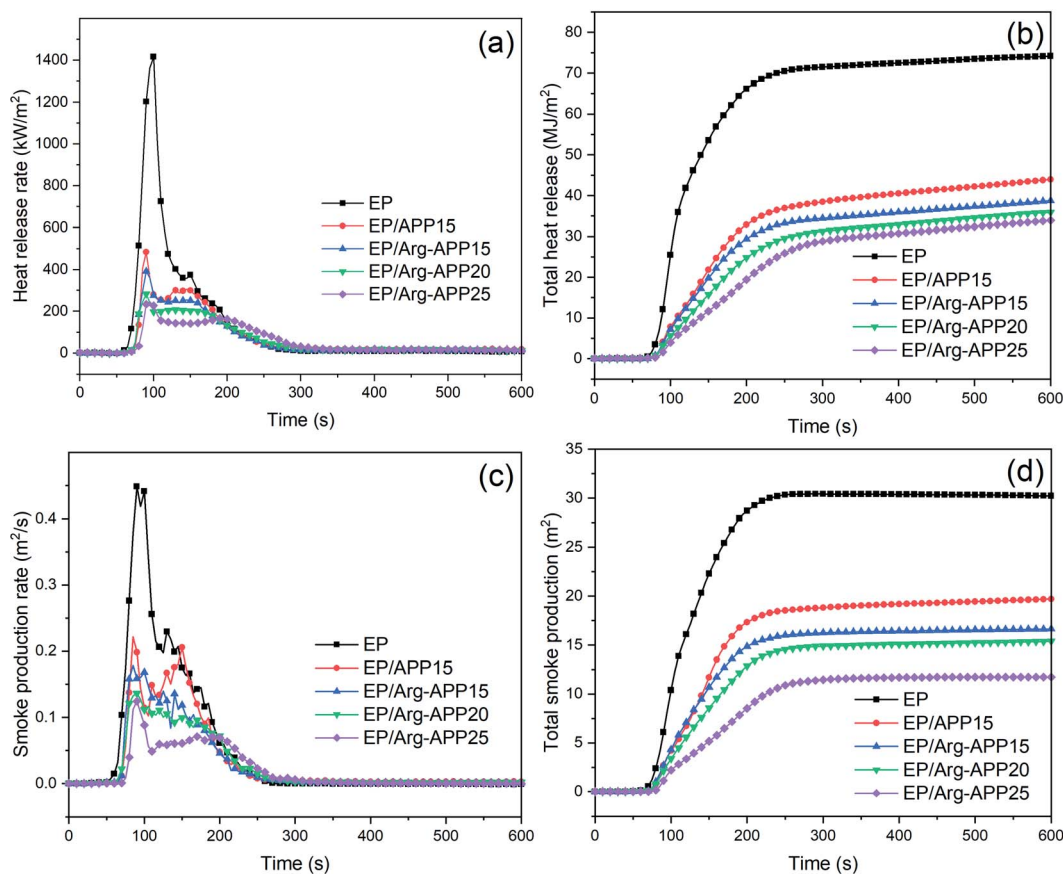 (a)
Heat release rate (kW/m²)
1400
1200
1000
800
600
400
200
0
EP
EP/APP15
EP/Arg-APP15
EP/Arg-APP20
EP/Arg-APP25
0 100 200 300 400 500 600
Time (s)
(b)
Total heat release (MJ/m²)
80
70
60
50
40
30
20
10
0
EP
EP/APP15
EP/Arg-APP15
EP/Arg-APP20
EP/Arg-APP25
0 100 200 300 400 500 600
Time (s)
(c)
Smoke production rate (m²/s)
0.4
0.3
0.2
0.1
0.0
EP
EP/APP15
EP/Arg-APP15
EP/Arg-APP20
EP/Arg-APP25
0 100 200 300 400 500 600
Time (s)
(d)
Total smoke production (m²)
35
30
25
20
15
10
5
0
EP
EP/APP15
EP/Arg-APP15
EP/Arg-APP20
EP/Arg-APP25
0 100 200 300 400 500 600
Time (s)